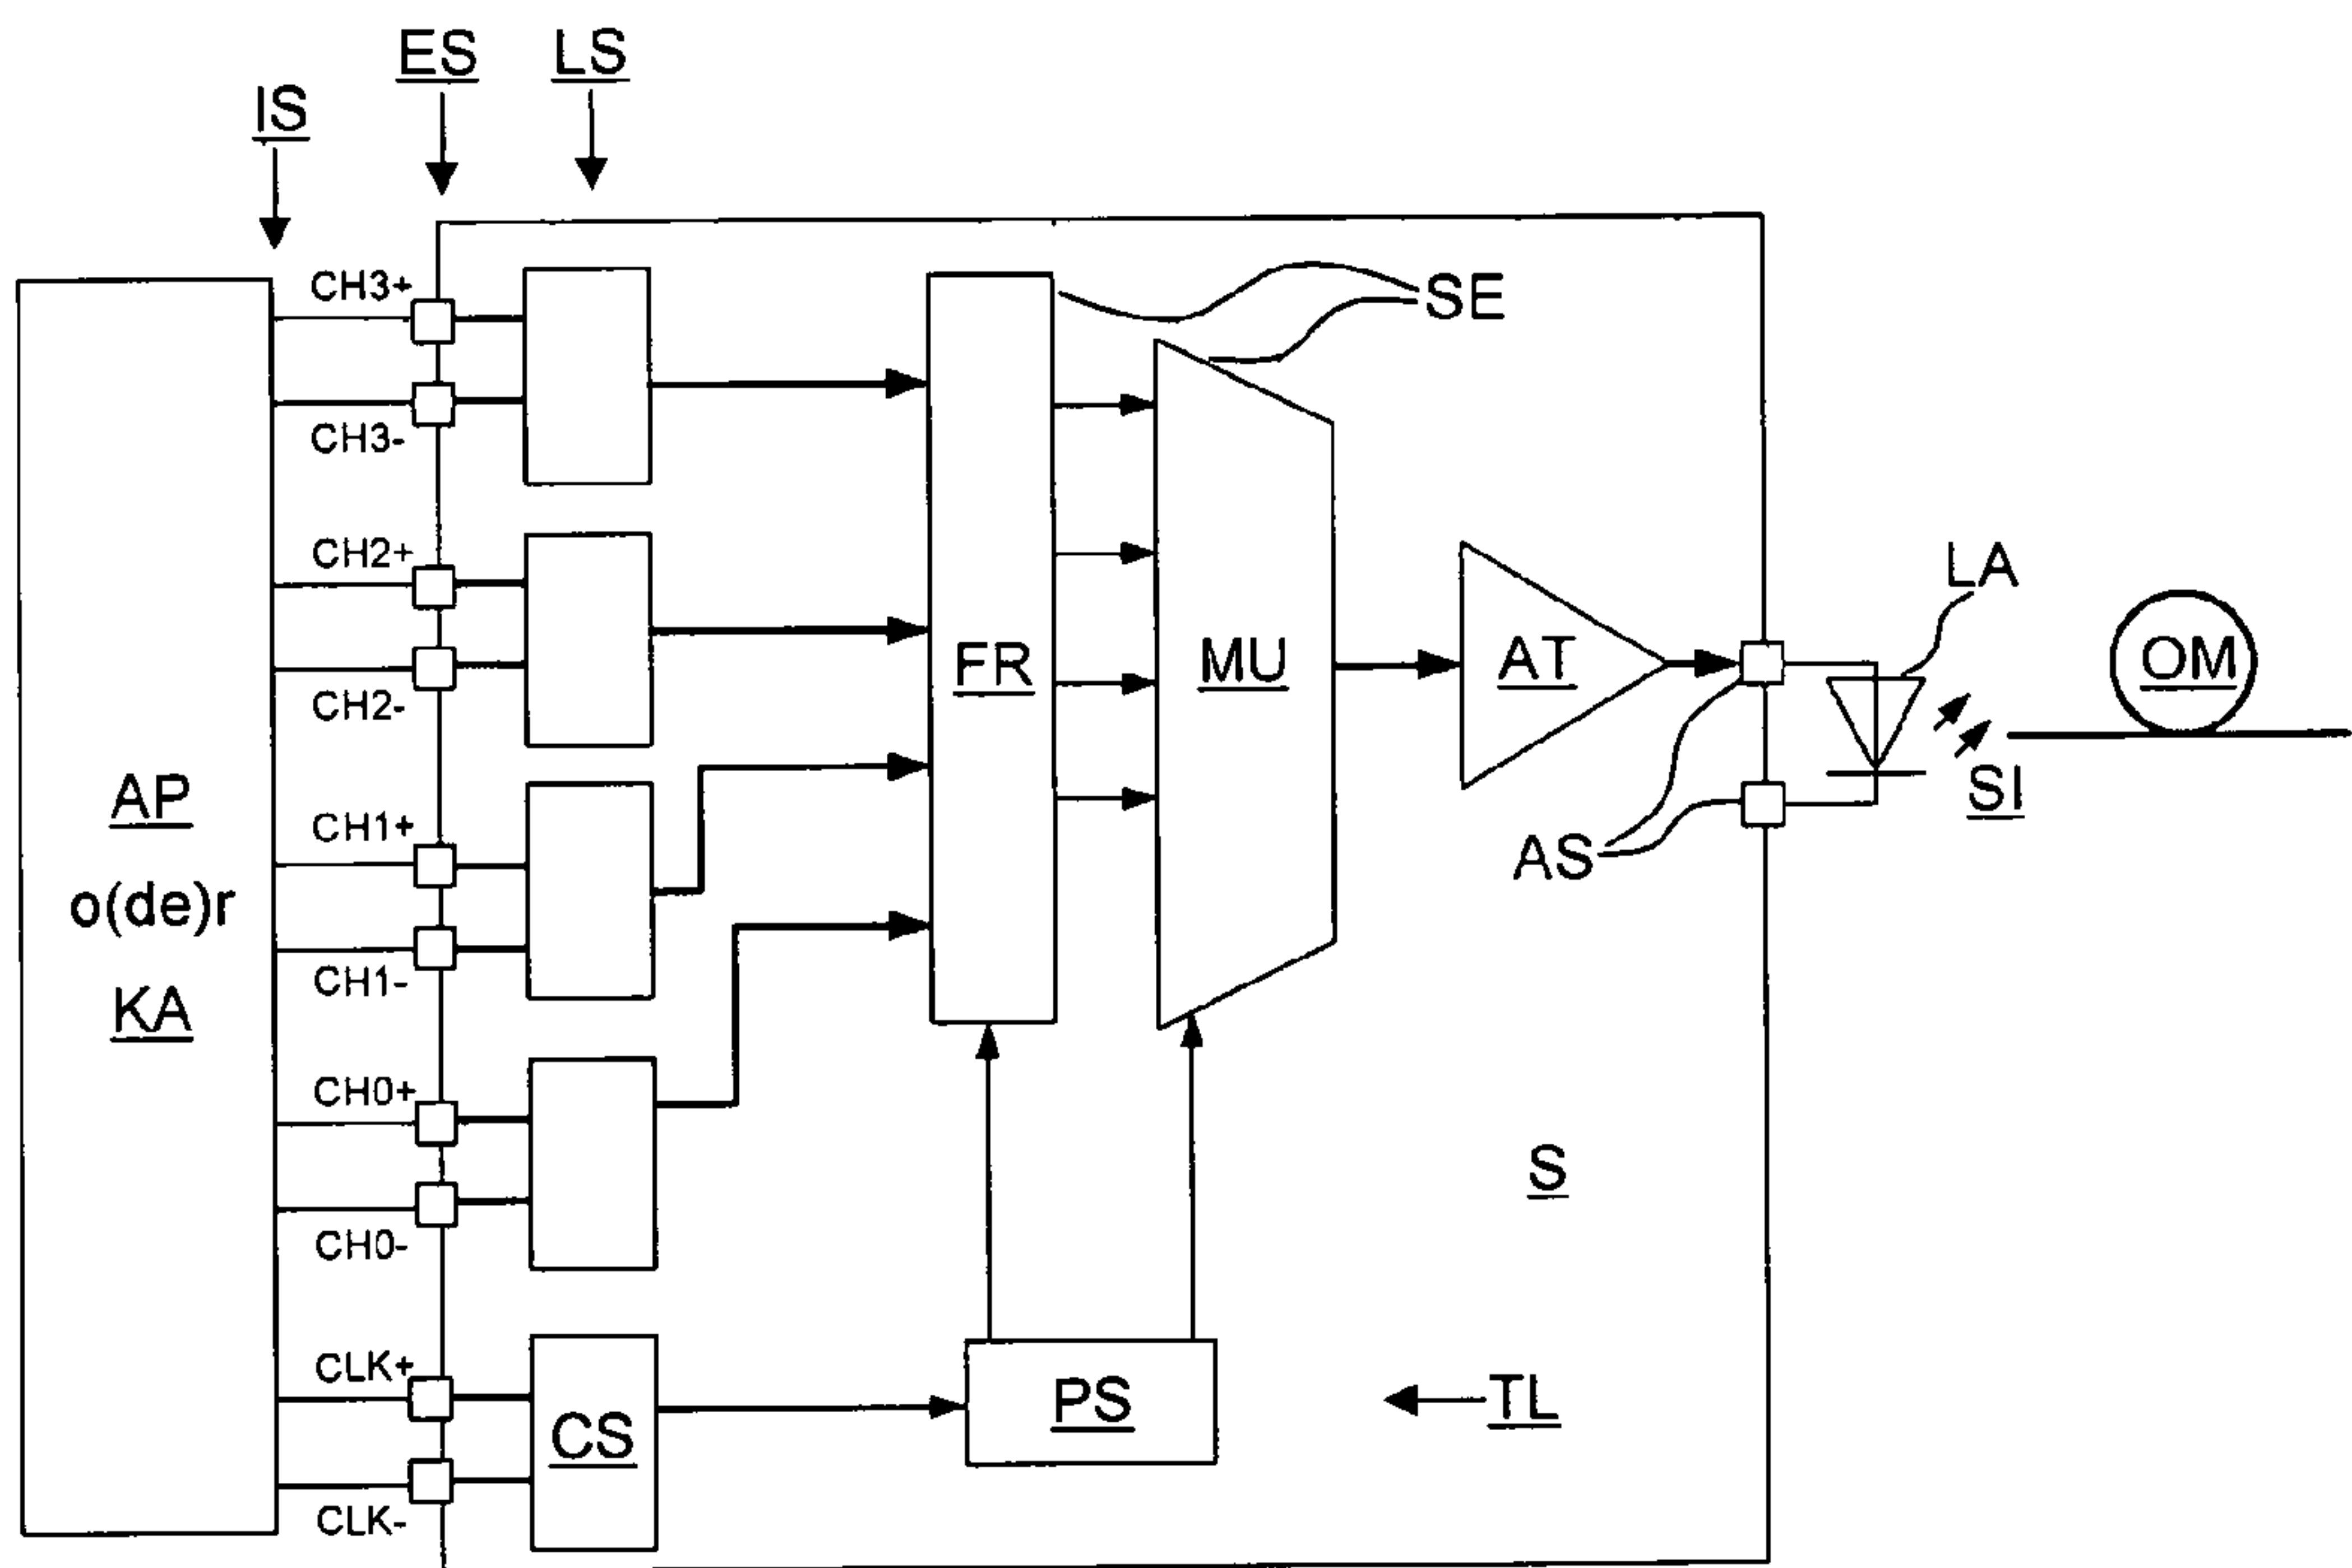 ES
LS
IS
CH3+
SE
CH3-
CH2+
LA
FR
MU
AT
OM
CH2-
AP
SI
CH1+
AS
o(de)r
CH1-
KA
CH0+
S
CH0-
CLK+
PS
TL
CS
CLK-